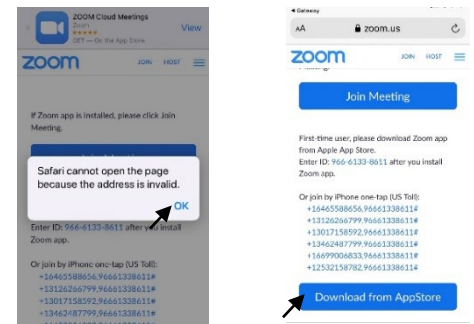 ZOOM Cloud Meetings
Zoom
★★★★★
GET — On the App Store
View
zoom
JOIN HOST
If Zoom app is installed, please click Join
Meeting.
Safari cannot open the page
because the address is invalid.
OK
Enter ID: 966-6133-8611 after you install
Zoom app.
Or join by iPhone one-tap (US Toll):
+16465588656,96661338611#
+13126266799,96661338611#
+13017158592,96661338611#
+13462487799,96661338611#
Gateway
AA
zoom.us
zoom
JOIN HOST
Join Meeting
First-time user, please download Zoom app
from Apple App Store.
Enter ID: 966-6133-8611 after you install
Zoom app.
Or join by iPhone one-tap (US Toll):
+16465588656,96661338611#
+13126266799,96661338611#
+13017158592,96661338611#
+13462487799,96661338611#
+16699006833,96661338611#
+12532158782,96661338611#
Download from AppStore